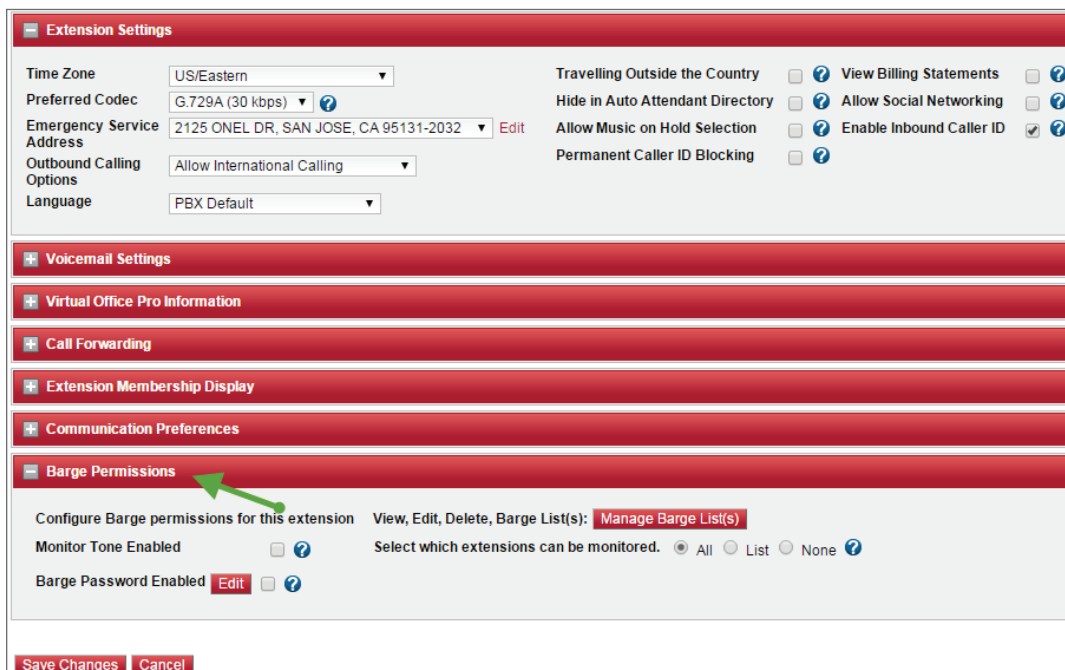 Extension Settings
Time Zone US/Eastern Travelling Outside the Country View Billing Statements
Preferred Codec G.729A (30 kbps) Hide in Auto Attendant Directory Allow Social Networking
Emergency Service Address 2125 ONEL DR, SAN JOSE, CA 95131-2032 Edit Allow Music on Hold Selection Enable Inbound Caller ID
Outbound Calling Options Allow International Calling Permanent Caller ID Blocking
Language PBX Default
Voicemail Settings
Virtual Office Pro Information
Call Forwarding
Extension Membership Display
Communication Preferences
Barge Permissions
Configure Barge permissions for this extension View, Edit, Delete, Barge List(s): Manage Barge List(s)
Monitor Tone Enabled Select which extensions can be monitored. All List None
Barge Password Enabled Edit
Save Changes Cancel